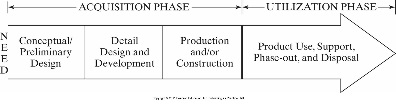 ACQUISITION PHASE
UTILIZATION PHASE
NEED
Conceptual/
Preliminary
Design
Detail
Design and
Development
Production
and/or
Construction
Product Use, Support,
Phase-out, and Disposal